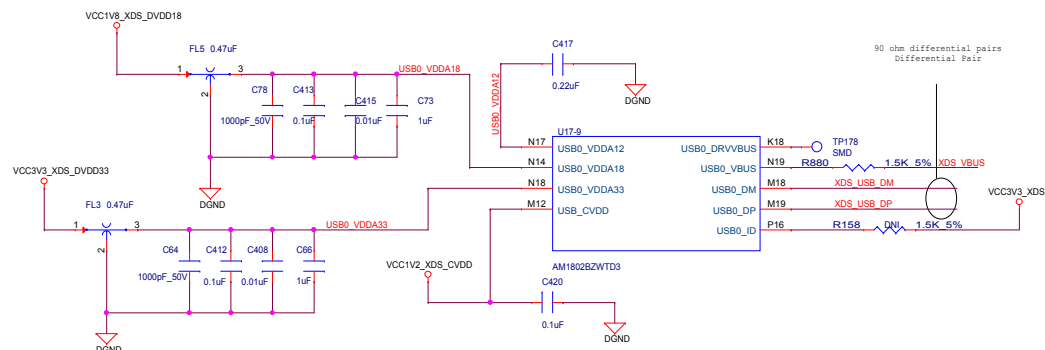 VCC1V8_XDS_DVDD18
FL5 0.47uF
1
3
2
USB0_VDDA18
C78
1000pF_50V
C413
0.1uF
C415
0.01uF
C73
1uF
DGND
C417
0.22uF
DGND
USB0_VDDA12
90 ohm differential pairs
Differential Pair
U17-9
N17
USB0_VDDA12
N14
USB0_VDDA18
N18
USB0_VDDA33
M12
USB_CVDD
USB0_DRVVBUS
K18
USB0_VBUS
N19
USB0_DM
M18
USB0_DP
M19
USB0_ID
P16
AM1802BZWTD3
TP178
SMD
R880
1.5K_5%
XDS_VBUS
XDS_USB_DM
XDS_USB_DP
R158
DNI
1.5K_5%
VCC3V3_XDS
VCC3V3_XDS_DVDD33
FL3 0.47uF
1
3
2
USB0_VDDA33
C64
1000pF_50V
C412
0.1uF
C408
0.01uF
C66
1uF
DGND
VCC1V2_XDS_CVDD
C420
0.1uF
DGND